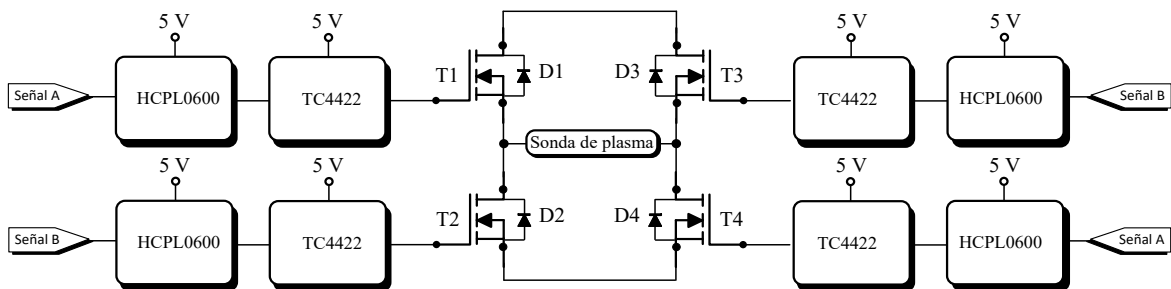 5 V 5 V 5 V 5 V
Señal A HCPL0600 TC4422 T1 D1 D3 T3 TC4422 HCPL0600 Señal B
Sonda de plasma
5 V 5 V 5 V 5 V
Señal B HCPL0600 TC4422 T2 D2 D4 T4 TC4422 HCPL0600 Señal A